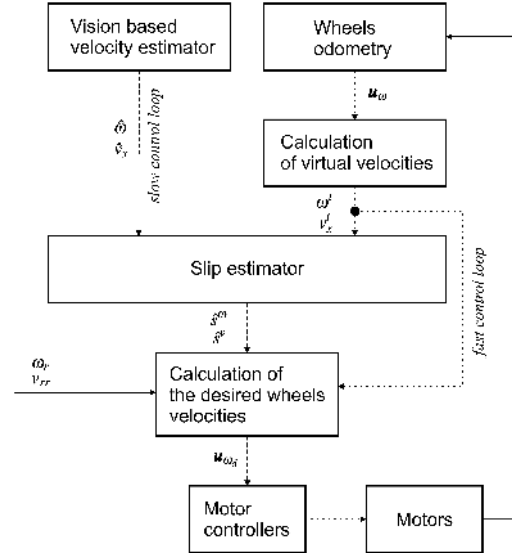 Vision based
velocity estimator
Wheels
odometry
u_ω
ω̂
v̂_x
slow control loop
Calculation
of virtual velocities
ω^i
v_x^i
fast control loop
Slip estimator
ŝ^ω
ŝ^v
ω_r
v_rr
Calculation of
the desired wheels
velocities
u_ω_d
Motor
controllers
Motors